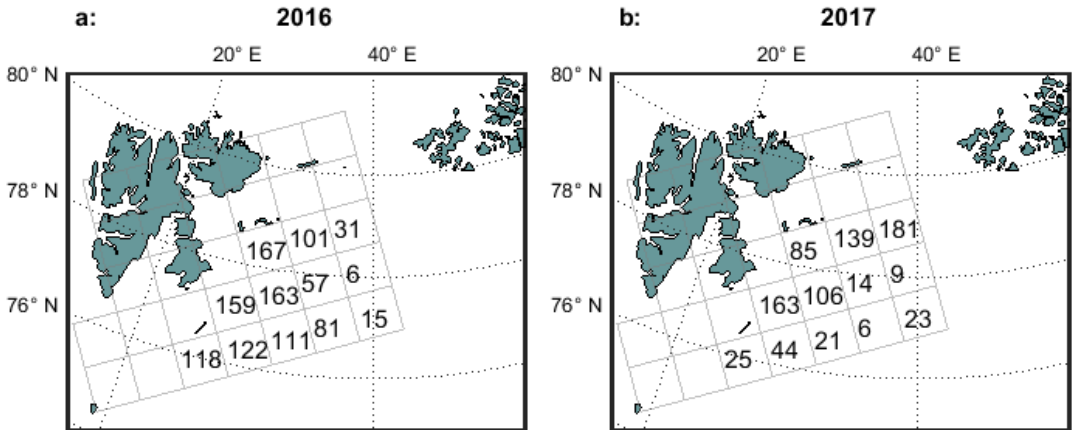 a: 2016 b: 2017
20° E 40° E 20° E 40° E
80° N 80° N
78° N 78° N
76° N 76° N
167 101 31
159 163 57 6
118 122 111 81 15
85 139 181
163 106 14 9
25 44 21 6 23